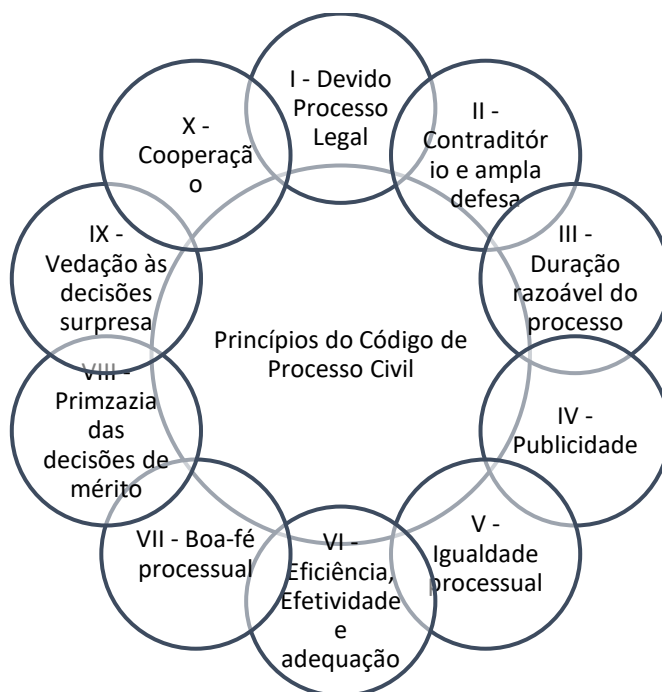 I - Devido
Processo
Legal
II -
Contraditór
io e ampla
defesa
III -
Duração
razoável do
processo
IV -
Publicidade
V -
Igualdade
processual
VI -
Eficiência,
Efetividade
e
adequação
VII - Boa-fé
processual
VIII -
Primzazia
das
decisões de
mérito
IX -
Vedação às
decisões
surpresa
X -
Cooperaçã
o
Princípios do Código de
Processo Civil